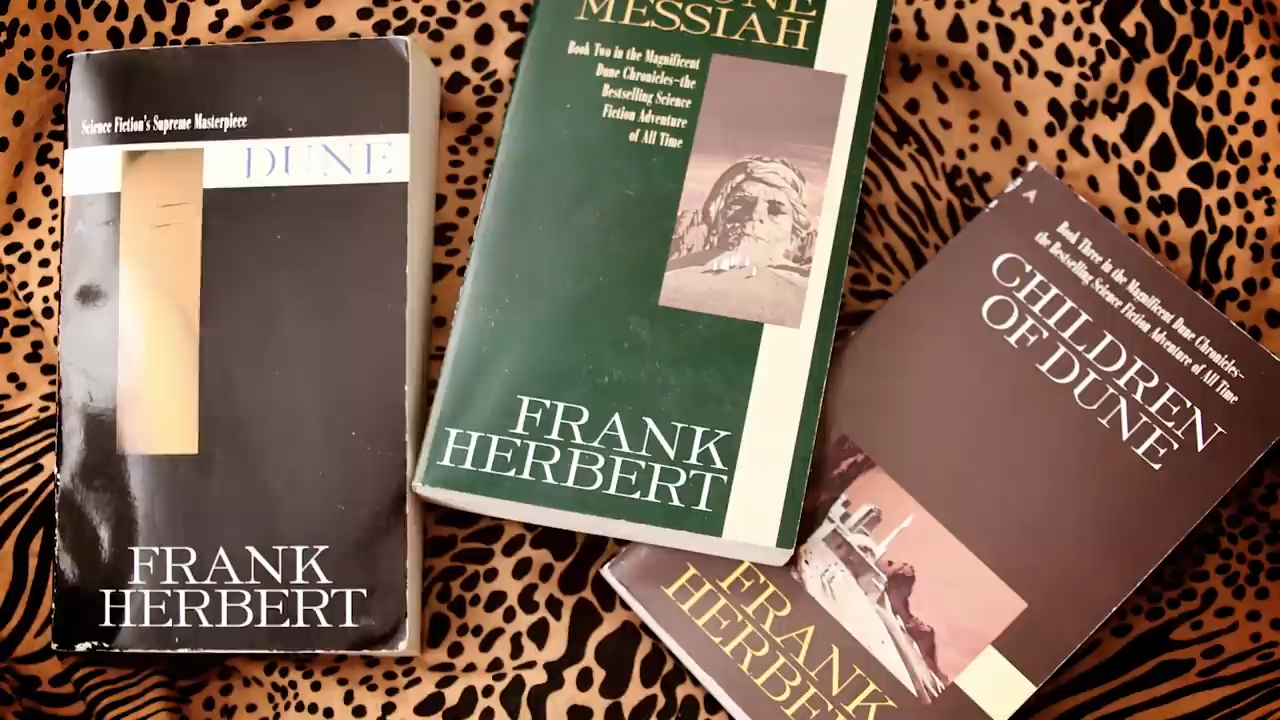 Science Fiction's Supreme Masterpiece
DUNE
FRANK
HERBERT
UNE
MESSIAH
Book Two in the Magnificent
Dune Chronicles–the
Bestselling Science
Fiction Adventure
of All Time
FRANK
HERBERT
Book Three in the Magnificent Dune Chronicles–
the Bestselling Science Fiction Adventure of All Time
CHILDREN
OF DUNE
FRANK
HERBE